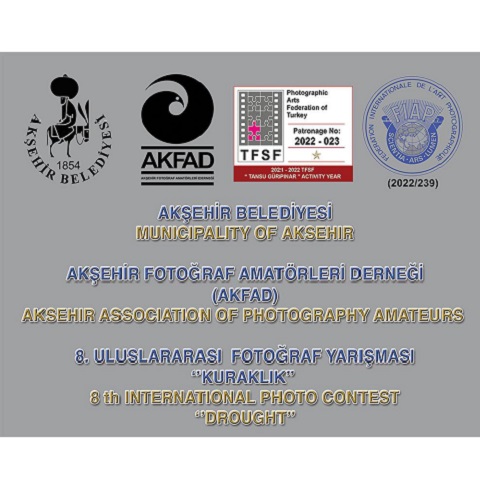 AKŞEHİR BELEDİYESİ
1854
AKFAD
AKŞEHİR FOTOĞRAF AMATÖRLERİ DERNEĞİ
Photographic
Arts
Federation of
Turkey
Patronage No:
2022 - 023
TFSF
2021 - 2022 TFSF
"TANSU GÜRPINAR" ACTIVITY YEAR
FEDERATION INTERNATIONALE DE L'ART PHOTOGRAPHIQUE
FIAP
SCIENTIA-ARS-LUMEN
(2022/239)
AKŞEHİR BELEDİYESİ
MUNICIPALITY OF AKSEHIR
AKŞEHİR FOTOĞRAF AMATÖRLERİ DERNEĞİ
(AKFAD)
AKSEHIR ASSOCIATION OF PHOTOGRAPHY AMATEURS
8. ULUSLARARASI FOTOĞRAF YARIŞMASI
‘‘KURAKLIK’’
8 th INTERNATIONAL PHOTO CONTEST
‘‘DROUGHT’’